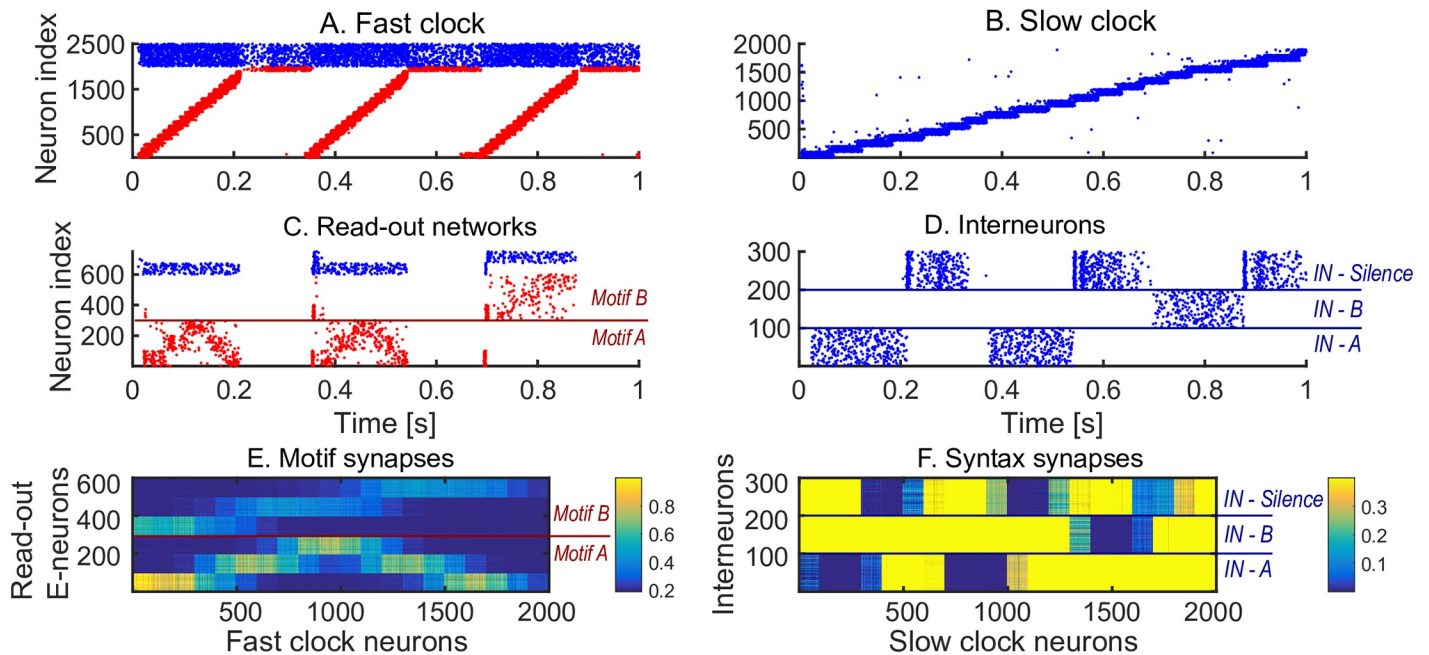 A. Fast clock
Neuron index
2500
1500
500
0 0.2 0.4 0.6 0.8 1
B. Slow clock
2000
1500
1000
500
0 0.2 0.4 0.6 0.8 1
C. Read-out networks
Neuron index
600
400
200
Motif B
Motif A
0 0.2 0.4 0.6 0.8 1
Time [s]
D. Interneurons
300
200
100
IN - Silence
IN - B
IN - A
0 0.2 0.4 0.6 0.8 1
Time [s]
E. Motif synapses
Read-out
E-neurons
600
400
200
Motif B
Motif A
0.8
0.6
0.4
0.2
500 1000 1500 2000
Fast clock neurons
F. Syntax synapses
Interneurons
300
200
100
IN - Silence
IN - B
IN - A
0.3
0.2
0.1
500 1000 1500 2000
Slow clock neurons